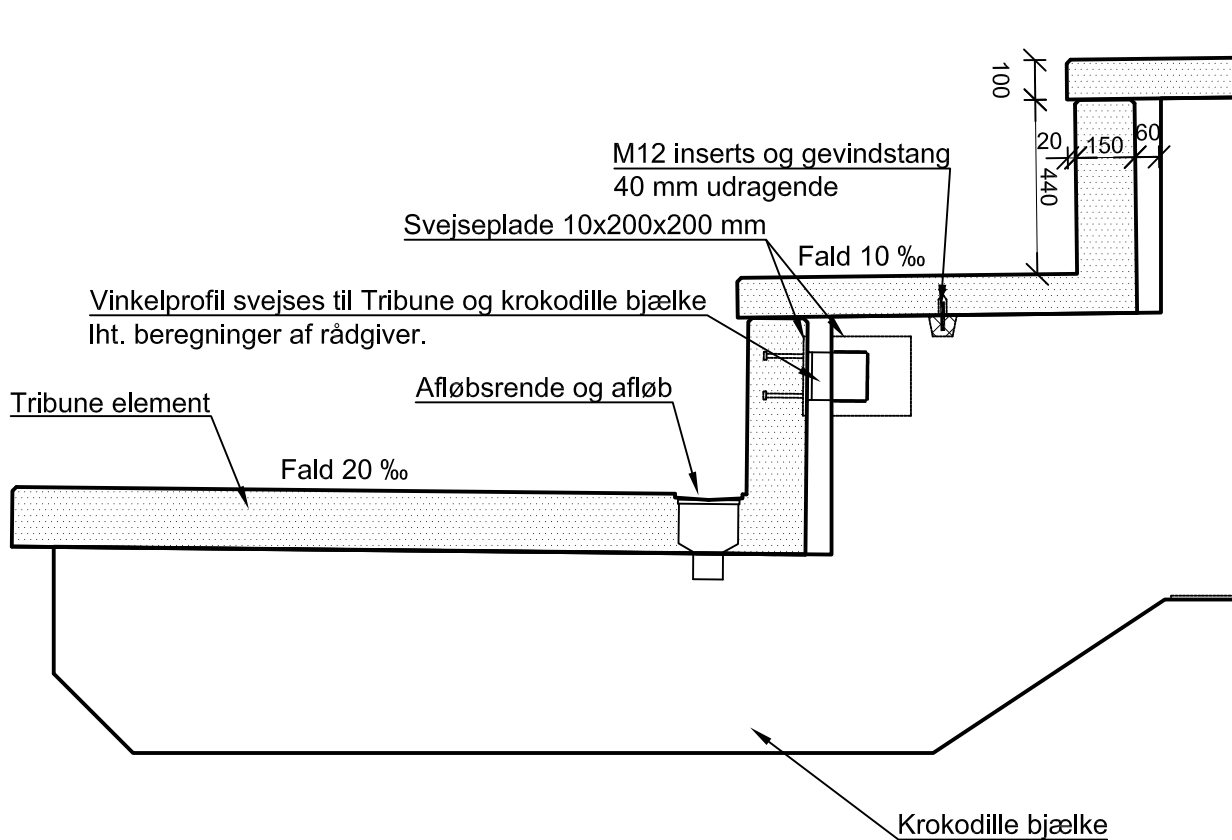 100
20
150
60
440
M12 inserts og gevindstang
40 mm udragende
Svejseplade 10x200x200 mm
Fald 10 ‰
Vinkelprofil svejses til Tribune og krokodille bjælke
Iht. beregninger af rådgiver.
Afløbsrende og afløb
Tribune element
Fald 20 ‰
Krokodille bjælke